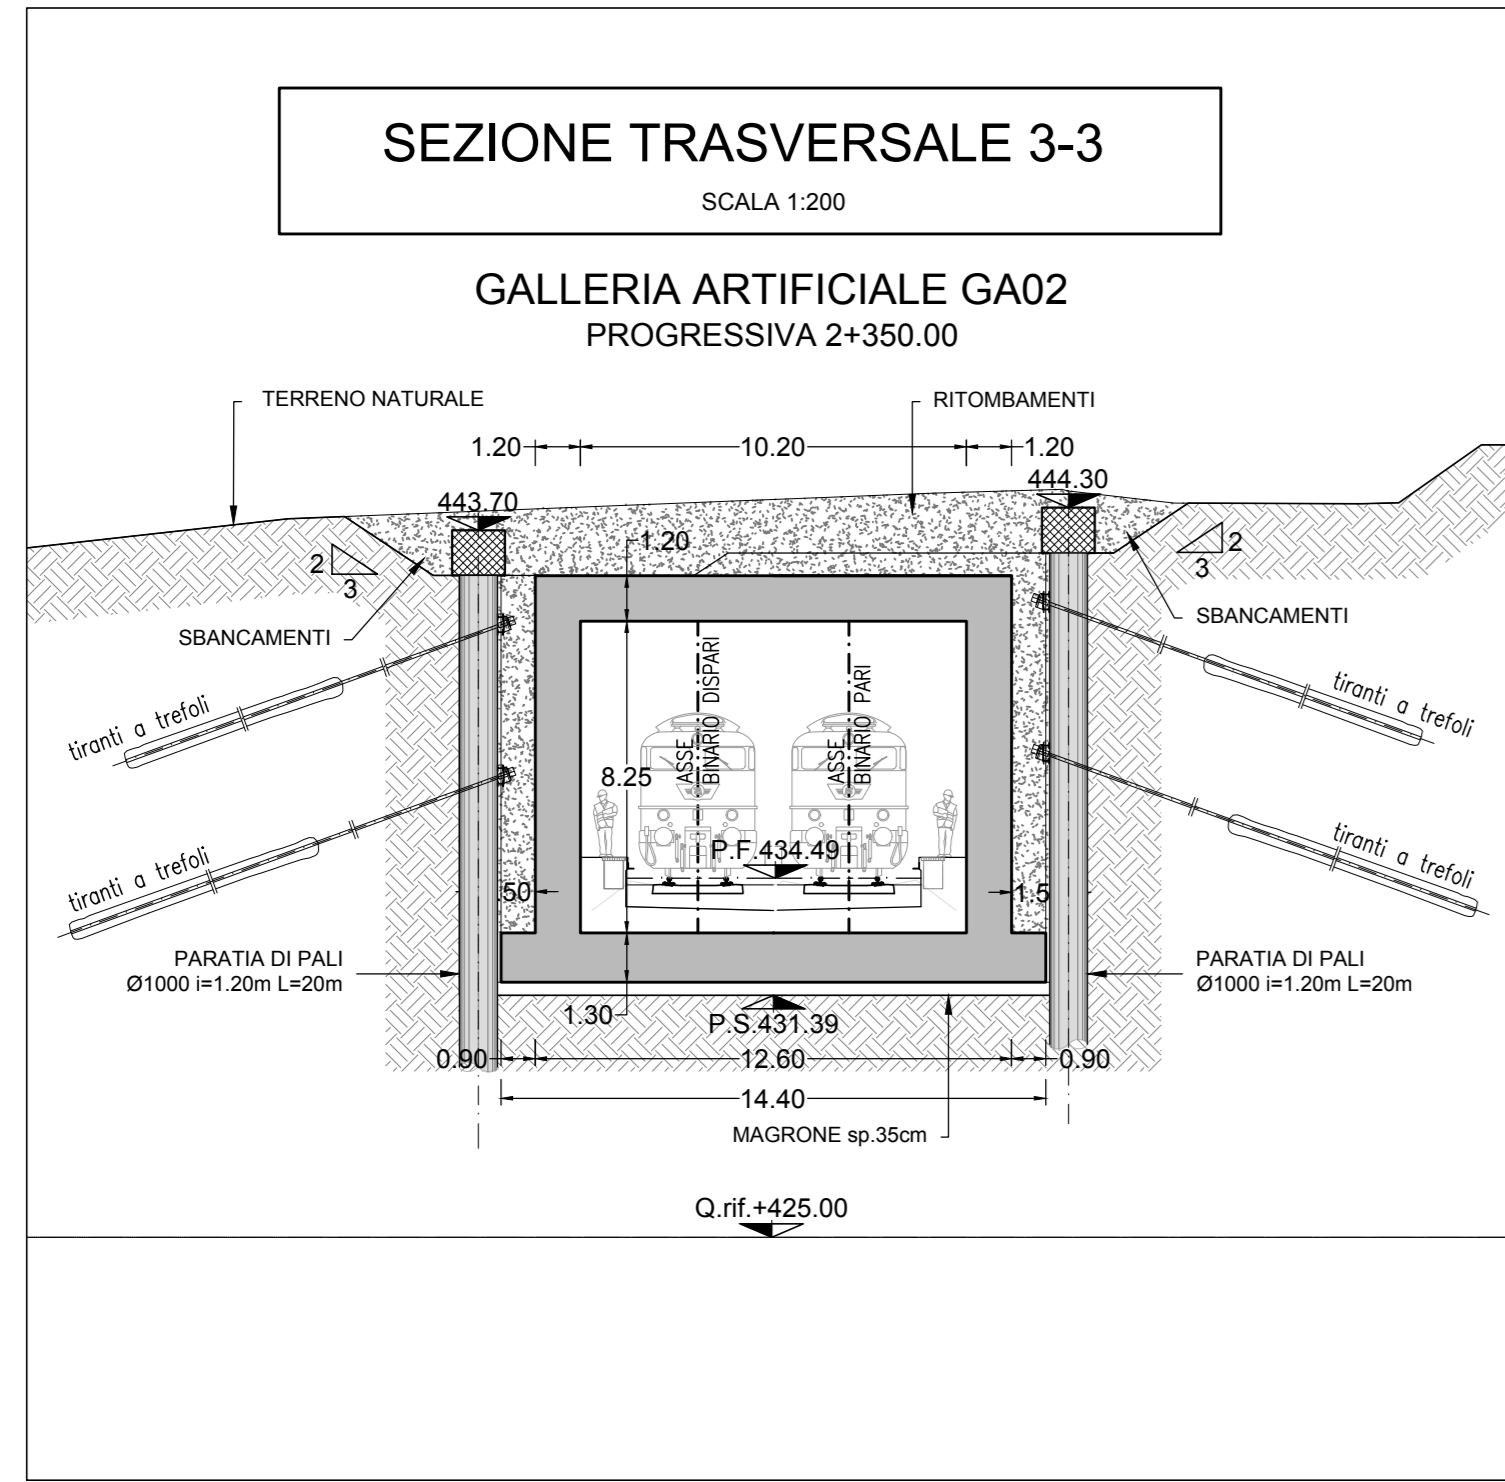 SEZIONE TRASVERSALE 3-3
SCALA 1:200
GALLERIA ARTIFICIALE GA02
PROGRESSIVA 2+350.00
TERRENO NATURALE
RITOMBAMENTI
1.20
10.20
1.20
443.70
444.30
1.20
2
3
2
3
SBANCAMENTI
SBANCAMENTI
ASSE
BINARIO DISPARI
ASSE
BINARIO PARI
tiranti a trefoli
tiranti a trefoli
8.25
P.F.434.49
tiranti a trefoli
tiranti a trefoli
.50
1.5
PARATIA DI PALI
Ø1000 i=1.20m L=20m
PARATIA DI PALI
Ø1000 i=1.20m L=20m
1.30
P.S.431.39
0.90
12.60
0.90
14.40
MAGRONE sp.35cm
Q.rif.+425.00